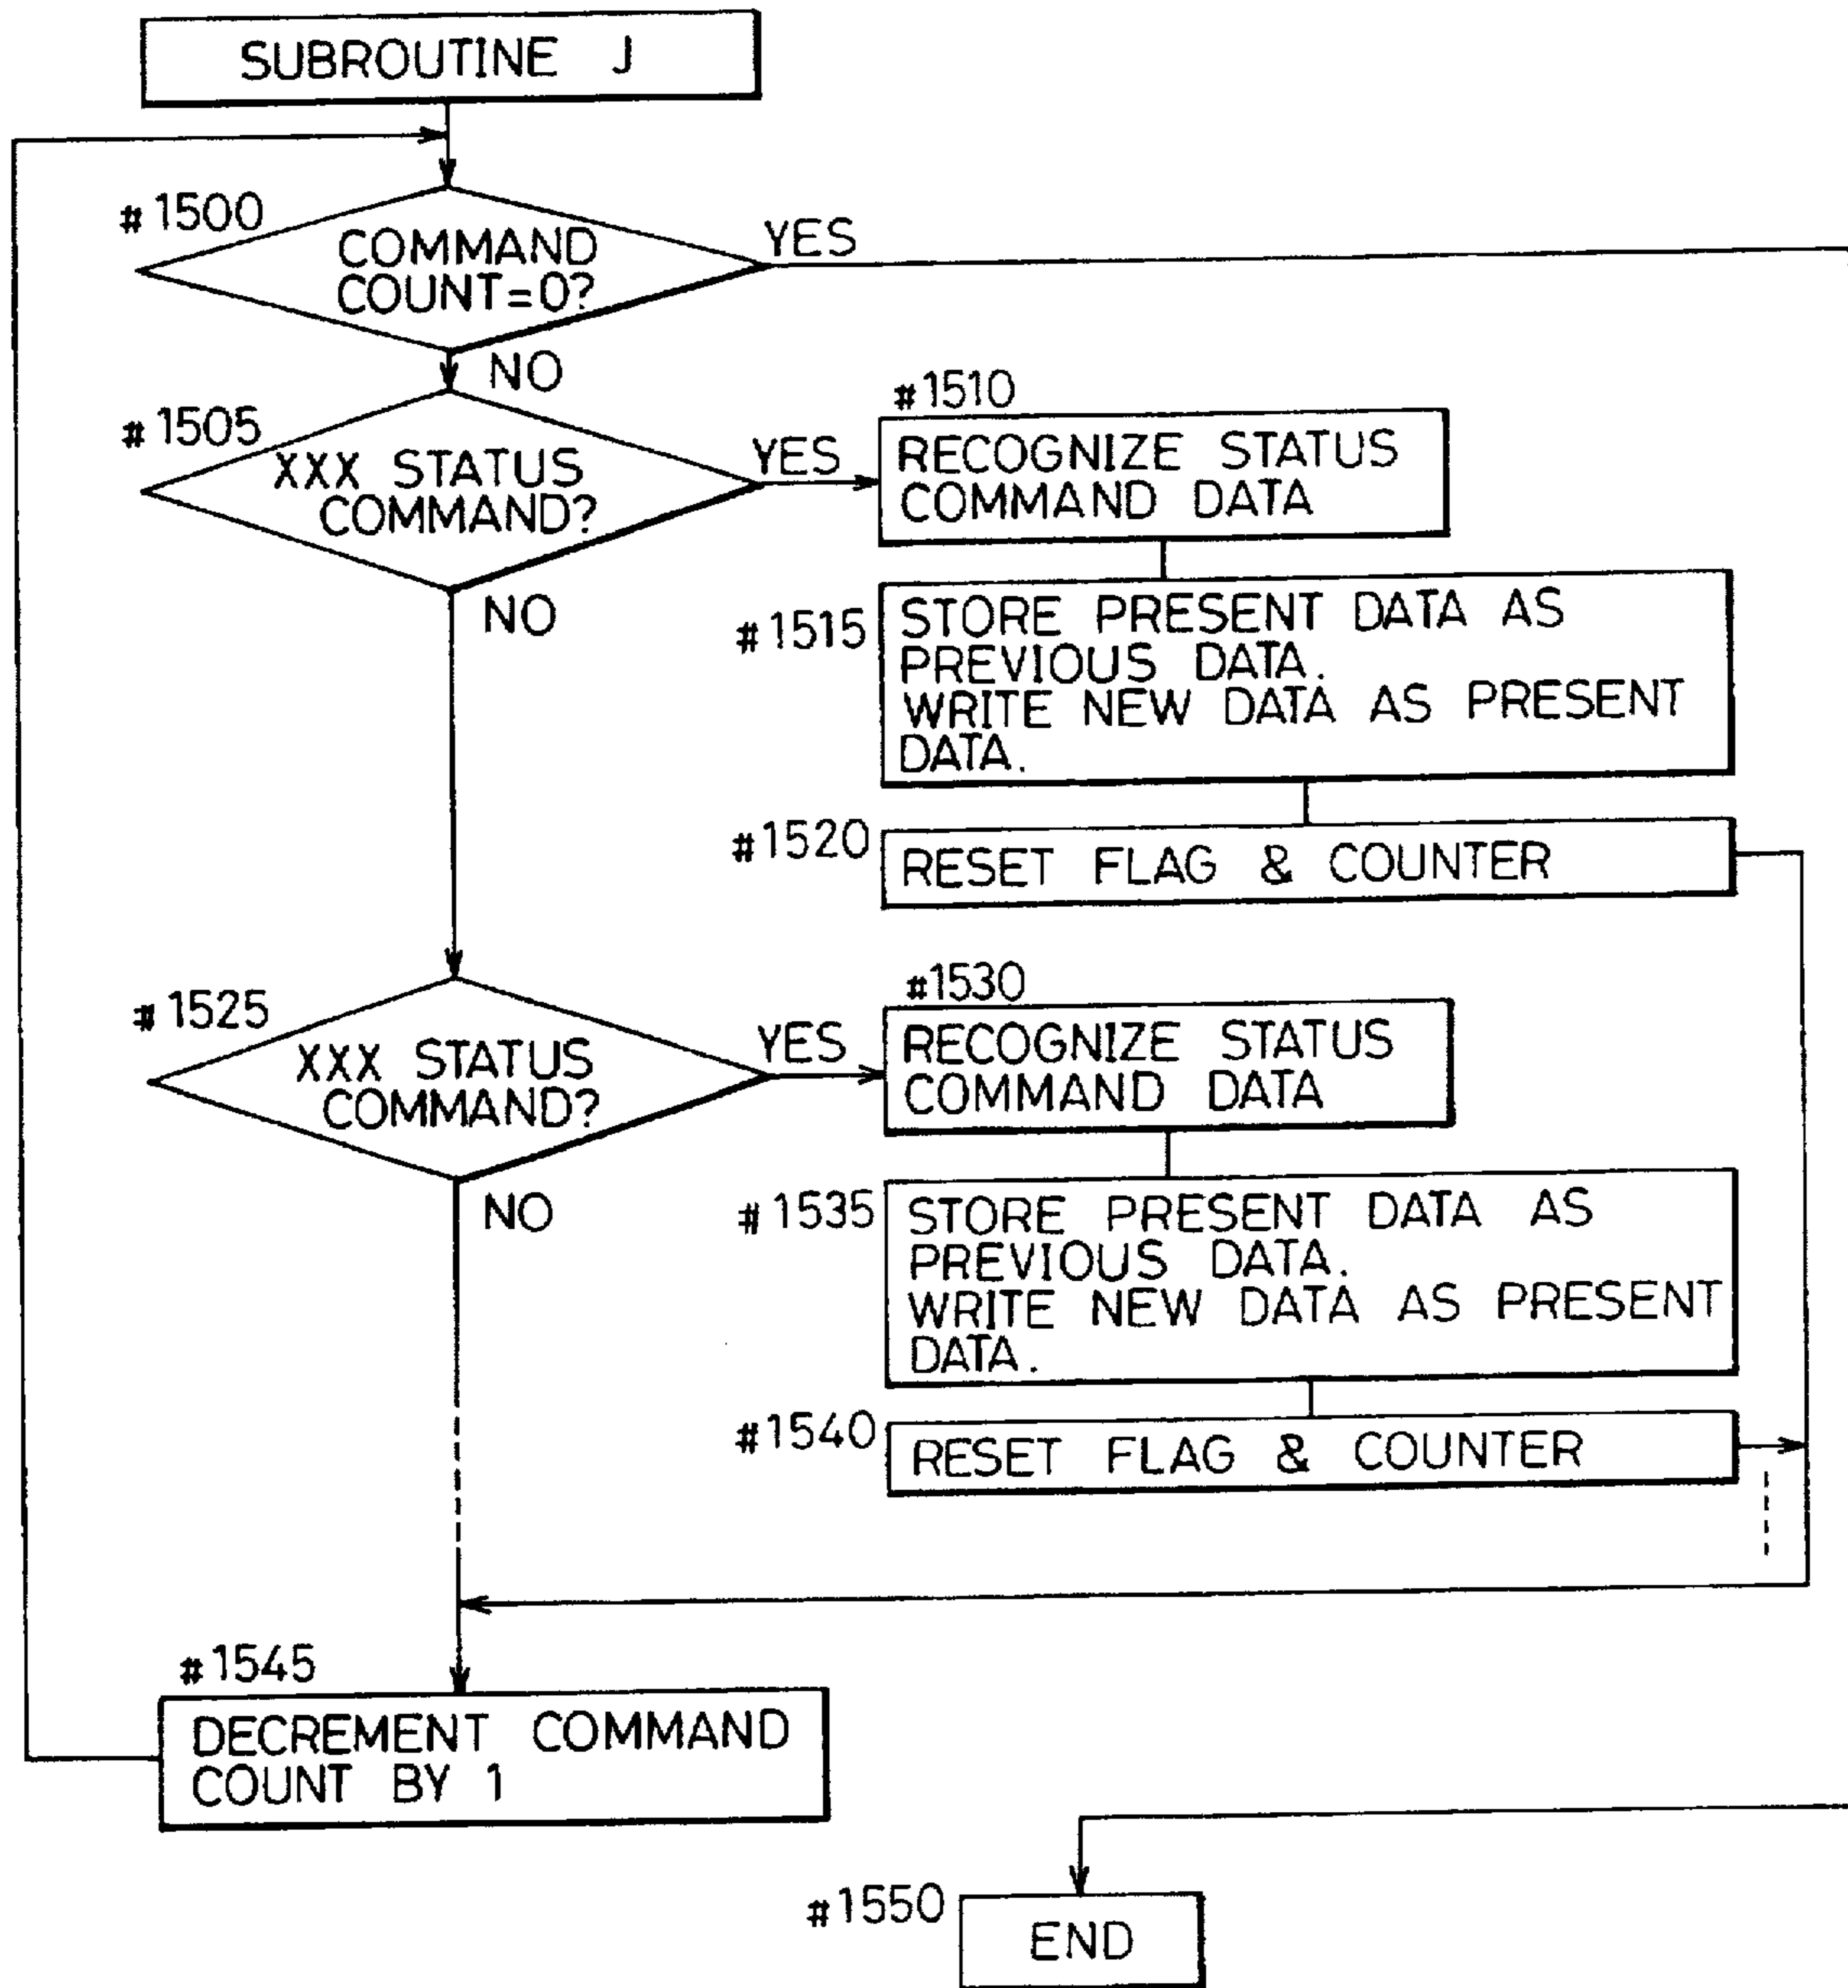 SUBROUTINE J
#1500
COMMAND
COUNT=0?
YES
NO
#1505
XXX STATUS
COMMAND?
YES
NO
#1510
RECOGNIZE STATUS
COMMAND DATA
#1515
STORE PRESENT DATA AS
PREVIOUS DATA.
WRITE NEW DATA AS PRESENT
DATA.
#1520
RESET FLAG & COUNTER
#1525
XXX STATUS
COMMAND?
YES
NO
#1530
RECOGNIZE STATUS
COMMAND DATA
#1535
STORE PRESENT DATA AS
PREVIOUS DATA.
WRITE NEW DATA AS PRESENT
DATA.
#1540
RESET FLAG & COUNTER
#1545
DECREMENT COMMAND
COUNT BY 1
#1550
END